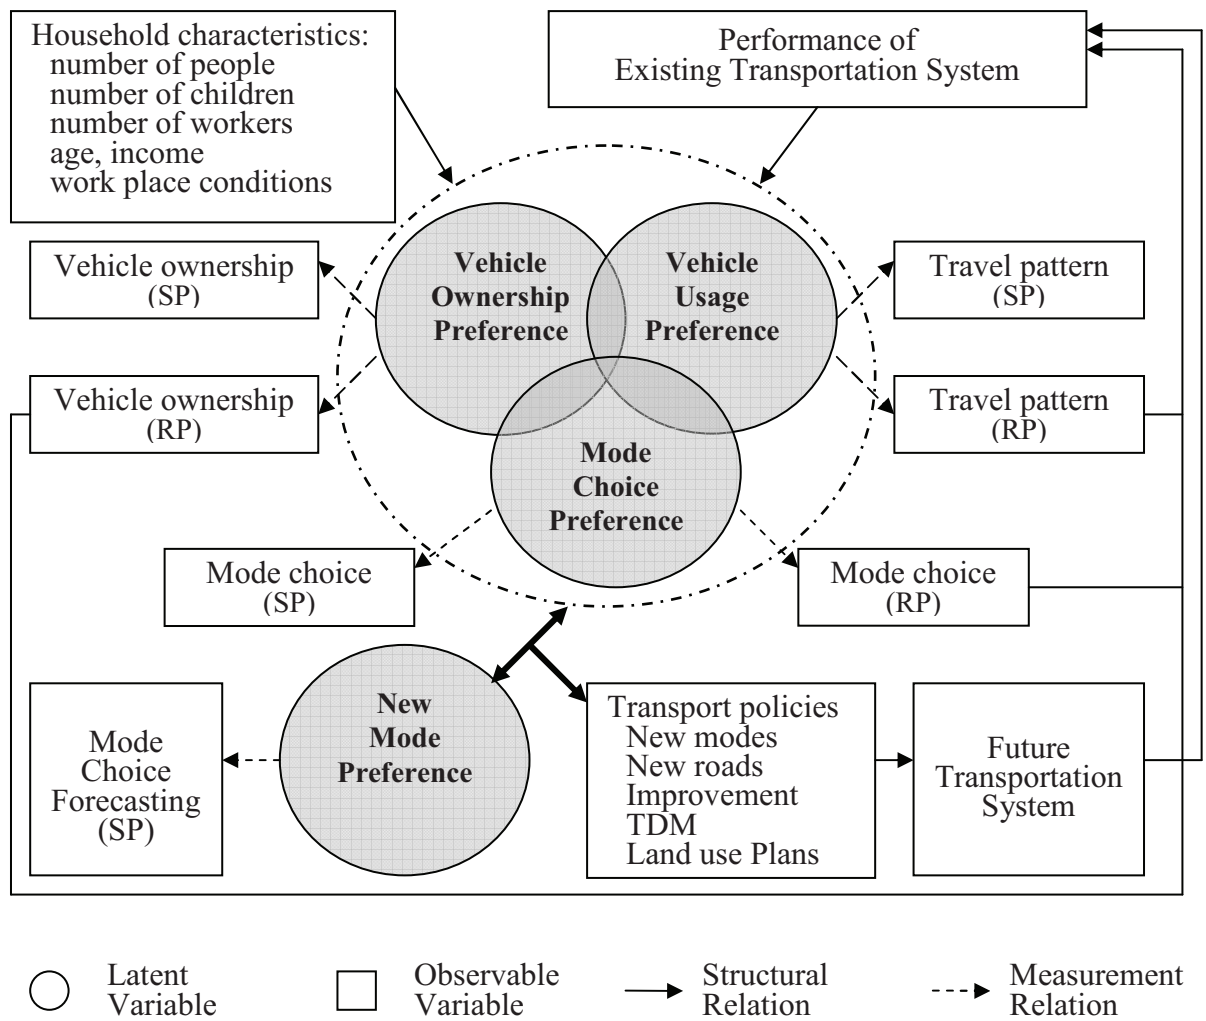 Household characteristics:
number of people
number of children
number of workers
age, income
work place conditions
Performance of
Existing Transportation System
Vehicle ownership
(SP)
Vehicle
Ownership
Preference
Vehicle
Usage
Preference
Travel pattern
(SP)
Vehicle ownership
(RP)
Travel pattern
(RP)
Mode
Choice
Preference
Mode choice
(SP)
Mode choice
(RP)
Mode
Choice
Forecasting
(SP)
New
Mode
Preference
Transport policies
New modes
New roads
Improvement
TDM
Land use Plans
Future
Transportation
System
Latent
Variable
Observable
Variable
Structural
Relation
Measurement
Relation